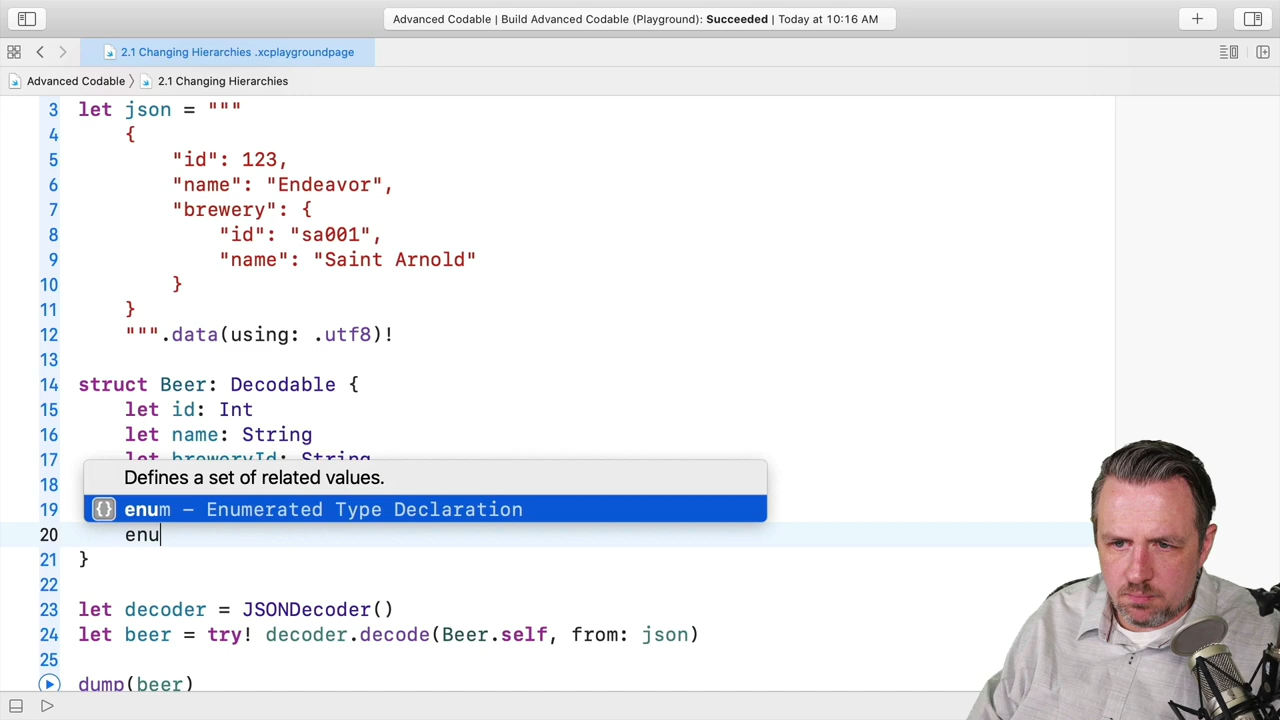 Advanced Codable | Build Advanced Codable (Playground): Succeeded | Today at 10:16 AM
2.1 Changing Hierarchies .xcplaygroundpage
Advanced Codable 〉 2.1 Changing Hierarchies
3 let json = """
4 {
5 "id": 123,
6 "name": "Endeavor",
7 "brewery": {
8 "id": "sa001",
9 "name": "Saint Arnold"
10 }
11 }
12 """.data(using: .utf8)!
13
14 struct Beer: Decodable {
15 let id: Int
16 let name: String
17 let breweryId: String
18 Defines a set of related values.
19 {} enum – Enumerated Type Declaration
20 enu
21 }
22
23 let decoder = JSONDecoder()
24 let beer = try! decoder.decode(Beer.self, from: json)
25
dump(beer)